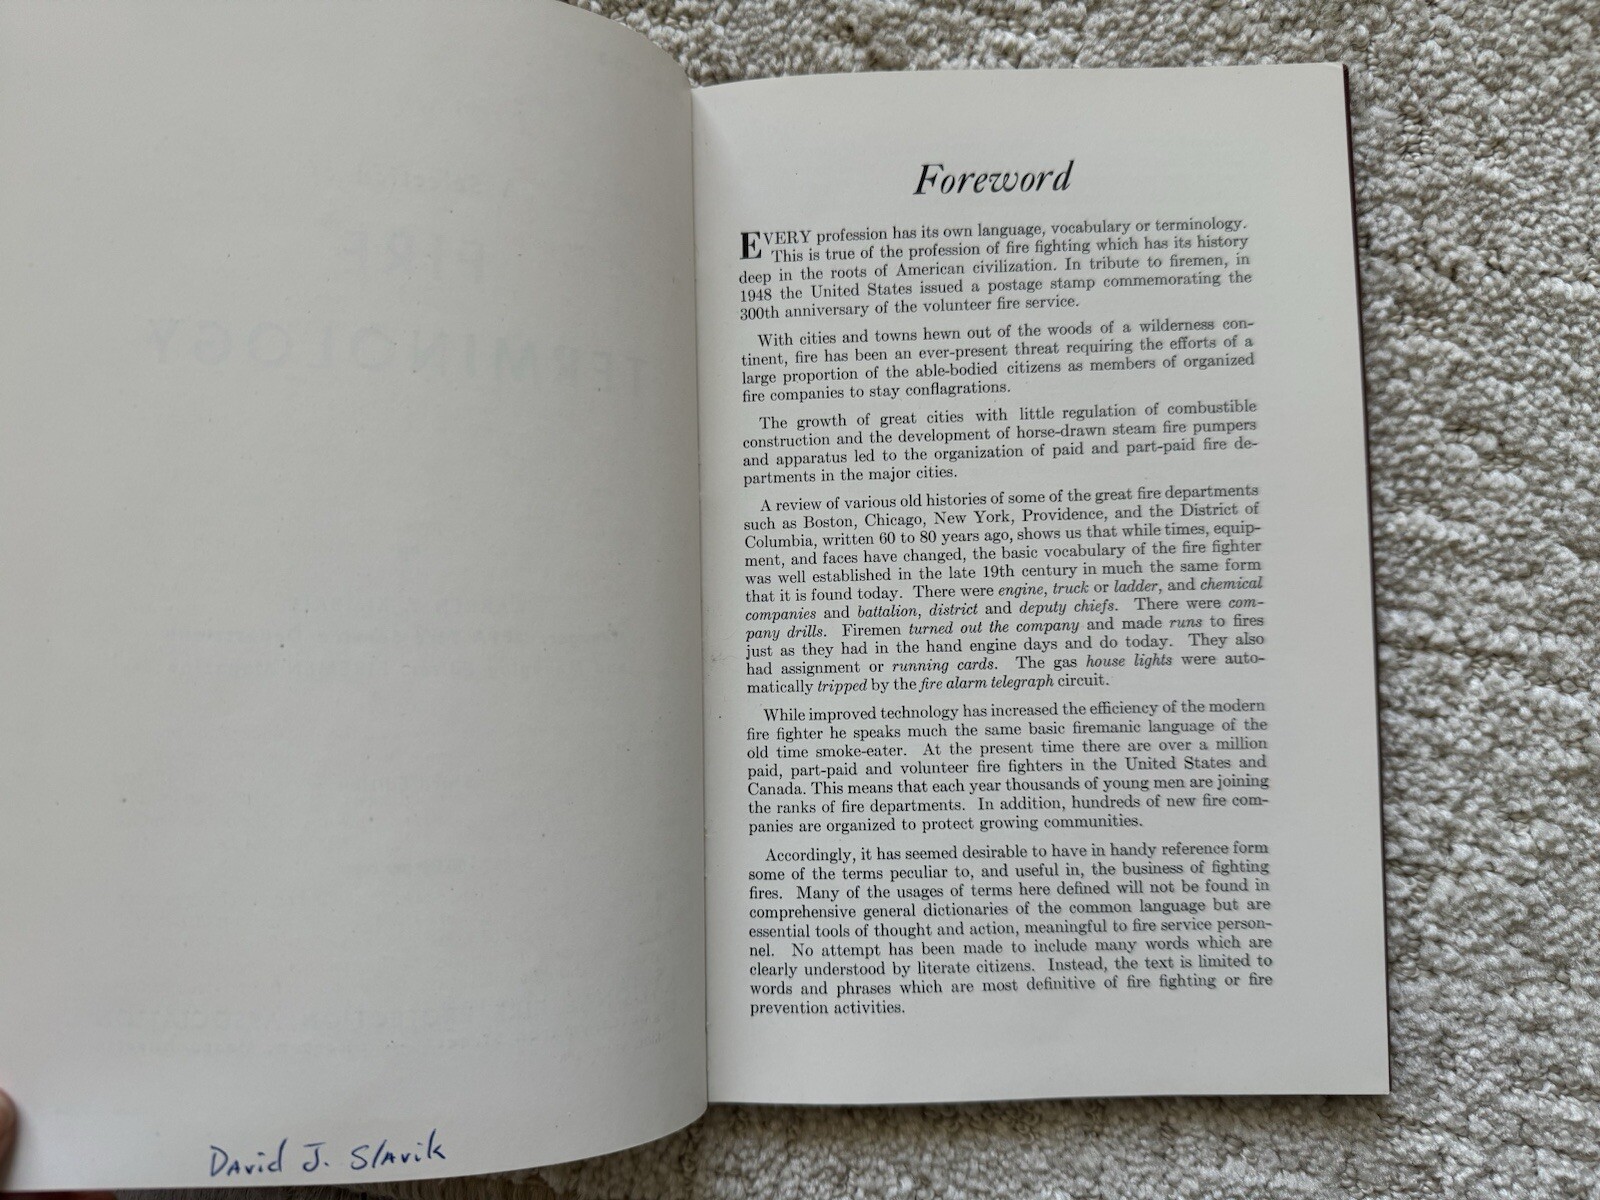 FIRE
TERMINOLOGY
David J. Slavik
Foreword
EVERY profession has its own language, vocabulary or terminology.
This is true of the profession of fire fighting which has its history
deep in the roots of American civilization. In tribute to firemen, in
1948 the United States issued a postage stamp commemorating the
300th anniversary of the volunteer fire service.
With cities and towns hewn out of the woods of a wilderness con-
tinent, fire has been an ever-present threat requiring the efforts of a
large proportion of the able-bodied citizens as members of organized
fire companies to stay conflagrations.
The growth of great cities with little regulation of combustible
construction and the development of horse-drawn steam fire pumpers
and apparatus led to the organization of paid and part-paid fire de-
partments in the major cities.
A review of various old histories of some of the great fire departments
such as Boston, Chicago, New York, Providence, and the District of
Columbia, written 60 to 80 years ago, shows us that while times, equip-
ment, and faces have changed, the basic vocabulary of the fire fighter
was well established in the late 19th century in much the same form
that it is found today. There were engine, truck or ladder, and chemical
companies and battalion, district and deputy chiefs. There were com-
pany drills. Firemen turned out the company and made runs to fires
just as they had in the hand engine days and do today. They also
had assignment or running cards. The gas house lights were auto-
matically tripped by the fire alarm telegraph circuit.
While improved technology has increased the efficiency of the modern
fire fighter he speaks much the same basic firemanic language of the
old time smoke-eater. At the present time there are over a million
paid, part-paid and volunteer fire fighters in the United States and
Canada. This means that each year thousands of young men are joining
the ranks of fire departments. In addition, hundreds of new fire com-
panies are organized to protect growing communities.
Accordingly, it has seemed desirable to have in handy reference form
some of the terms peculiar to, and useful in, the business of fighting
fires. Many of the usages of terms here defined will not be found in
comprehensive general dictionaries of the common language but are
essential tools of thought and action, meaningful to fire service person-
nel. No attempt has been made to include many words which are
clearly understood by literate citizens. Instead, the text is limited to
words and phrases which are most definitive of fire fighting or fire
prevention activities.